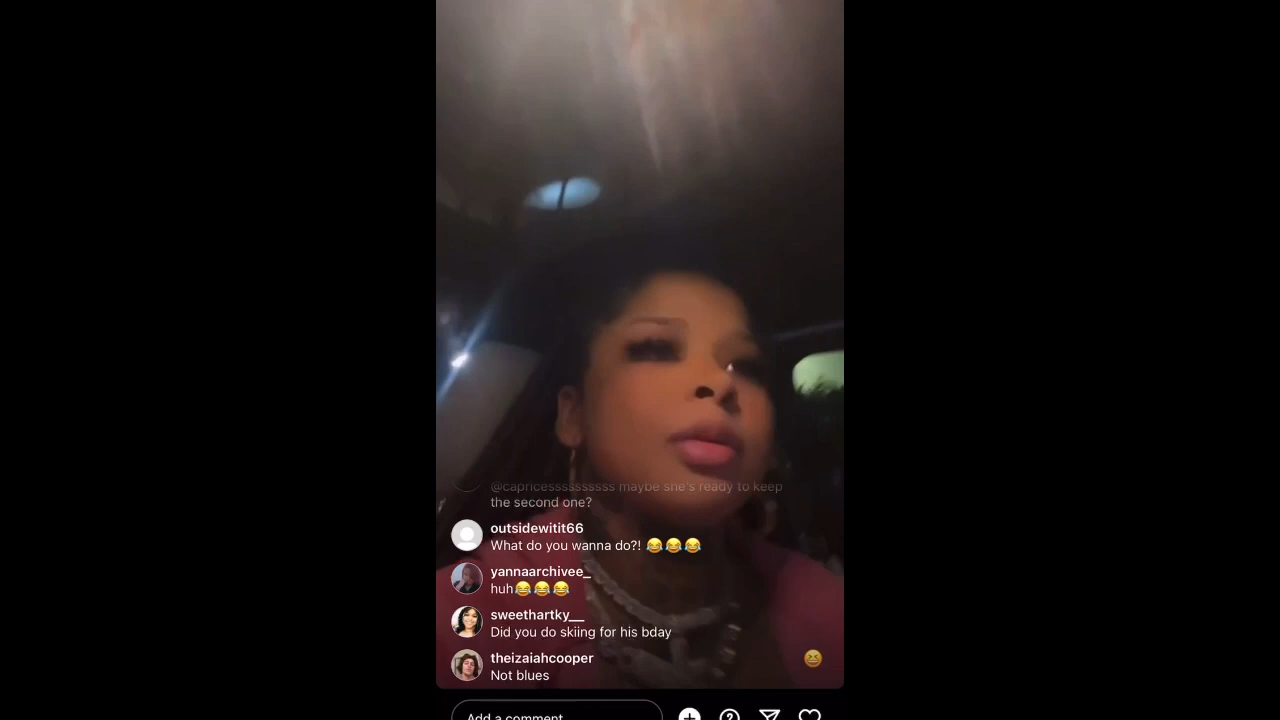 @capricesssssssssss maybe she's ready to keep
the second one?
outsidewitit66
What do you wanna do?! 😂😂😂
yannaarchivee_
huh😂😂😂
sweethartky__
Did you do skiing for his bday
theizaiahcooper
Not blues
Add a comment